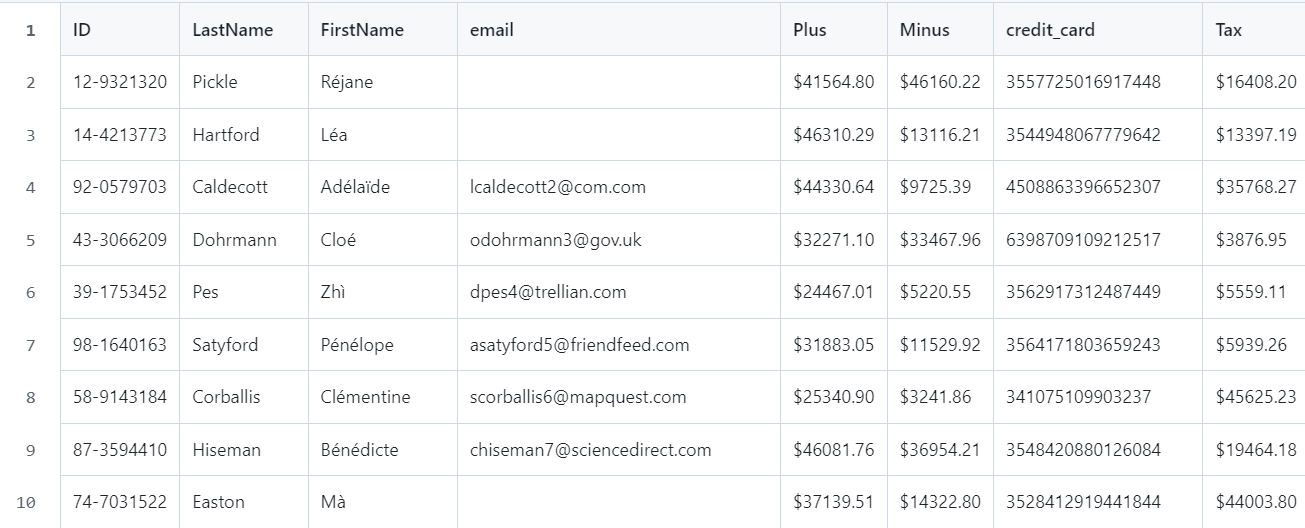 1 ID LastName FirstName email Plus Minus credit_card Tax
2 12-9321320 Pickle Réjane $41564.80 $46160.22 3557725016917448 $16408.20
3 14-4213773 Hartford Léa $46310.29 $13116.21 3544948067779642 $13397.19
4 92-0579703 Caldecott Adélaïde lcaldecott2@com.com $44330.64 $9725.39 4508863396652307 $35768.27
5 43-3066209 Dohrmann Cloé odohrmann3@gov.uk $32271.10 $33467.96 6398709109212517 $3876.95
6 39-1753452 Pes Zhì dpes4@trellian.com $24467.01 $5220.55 3562917312487449 $5559.11
7 98-1640163 Satyford Pénélope asatyford5@friendfeed.com $31883.05 $11529.92 3564171803659243 $5939.26
8 58-9143184 Corballis Clémentine scorballis6@mapquest.com $25340.90 $3241.86 341075109903237 $45625.23
9 87-3594410 Hiseman Bénédicte chiseman7@sciencedirect.com $46081.76 $36954.21 3548420880126084 $19464.18
10 74-7031522 Easton Mà $37139.51 $14322.80 3528412919441844 $44003.80